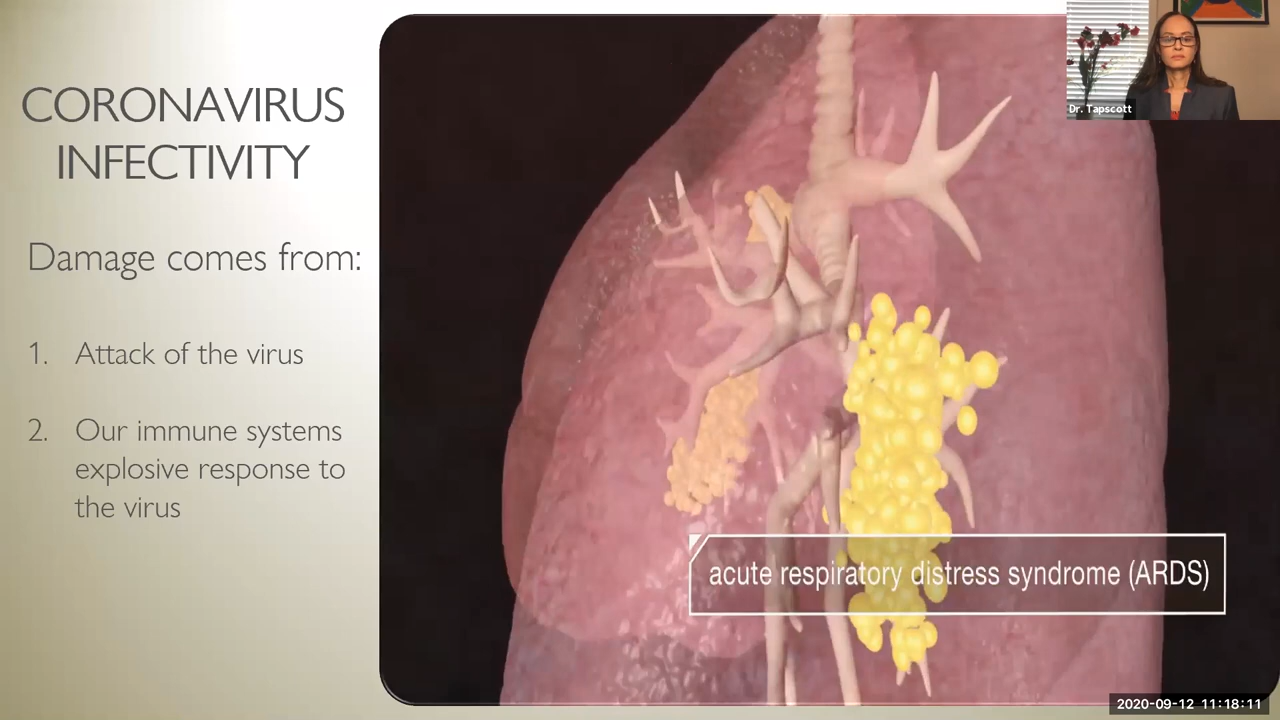 CORONAVIRUS
INFECTIVITY
Damage comes from:
1. Attack of the virus
2. Our immune systems
explosive response to
the virus
acute respiratory distress syndrome (ARDS)
Dr. Tapscott
2020-09-12 11:18:11